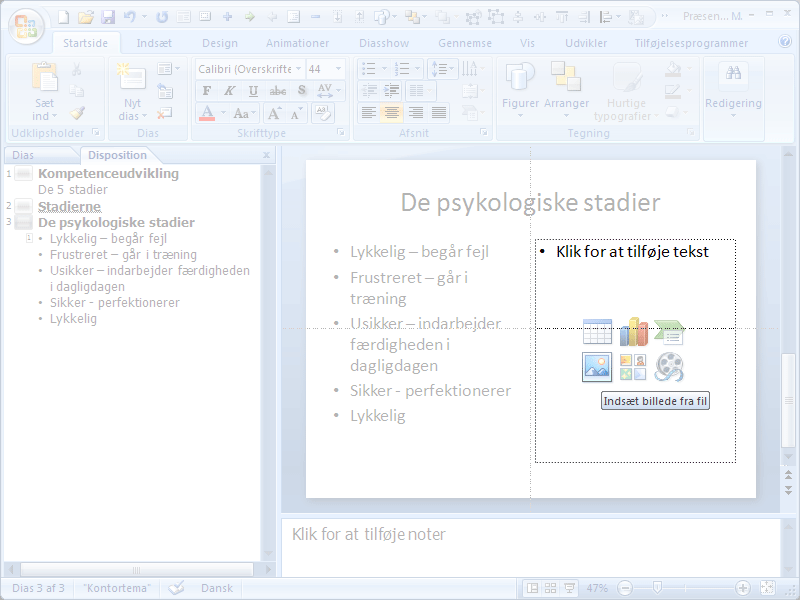 Præsen... M...
Startside Indsæt Design Animationer Diasshow Gennemse Vis Udvikler Tilføjelsesprogrammer
Calibri (Overskrifte 44
F K U abc S AV
A Aa A A
Sæt ind
Nyt dias
Figurer Arranger Hurtige typografier
Redigering
Udklipsholder Dias Skrifttype Afsnit Tegning
Dias Disposition x
1 Kompetenceudvikling
De 5 stadier
2 Stadierne
3 De psykologiske stadier
1 • Lykkelig – begår fejl
• Frustreret – går i træning
• Usikker – indarbejder færdigheden
i dagligdagen
• Sikker - perfektionerer
• Lykkelig
De psykologiske stadier
• Lykkelig – begår fejl
• Frustreret – går i
træning
• Usikker – indarbejder
færdigheden i
dagligdagen
• Sikker - perfektionerer
• Lykkelig
• Klik for at tilføje tekst
Indsæt billede fra fil
Klik for at tilføje noter
Dias 3 af 3 "Kontortema" Dansk 47%